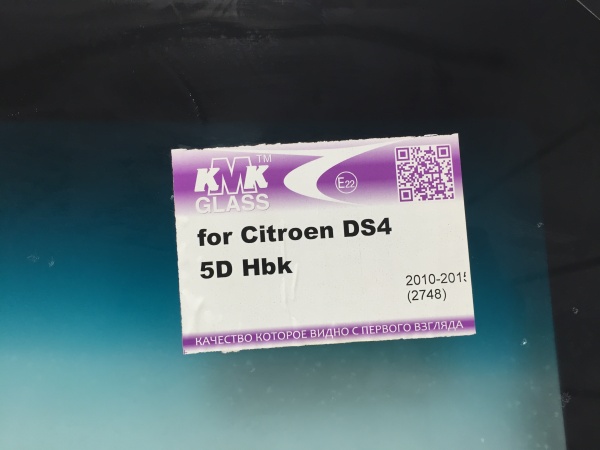 KMK™
GLASS
E22
for Citroen DS4
5D Hbk
2010-2015
(2748)
КАЧЕСТВО КОТОРОЕ ВИДНО С ПЕРВОГО ВЗГЛЯДА